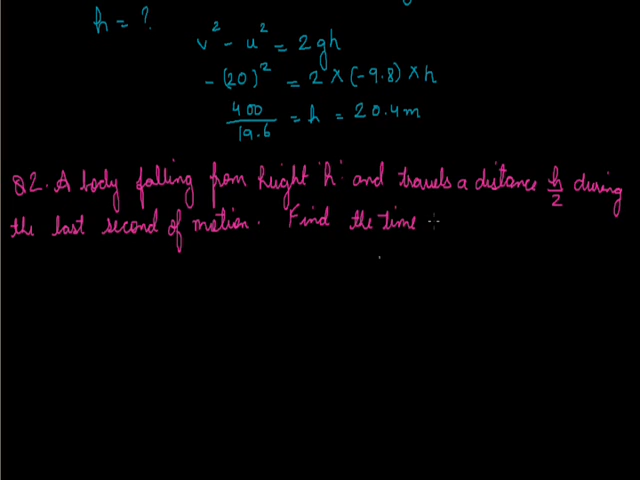 h = ?
v² - u² = 2gh
- (20)² = 2 × (-9.8) × h
400/19.6 = h = 20.4m
Q2. A body falling from height 'h' and travels a distance h/2 during
the last second of motion. Find the time